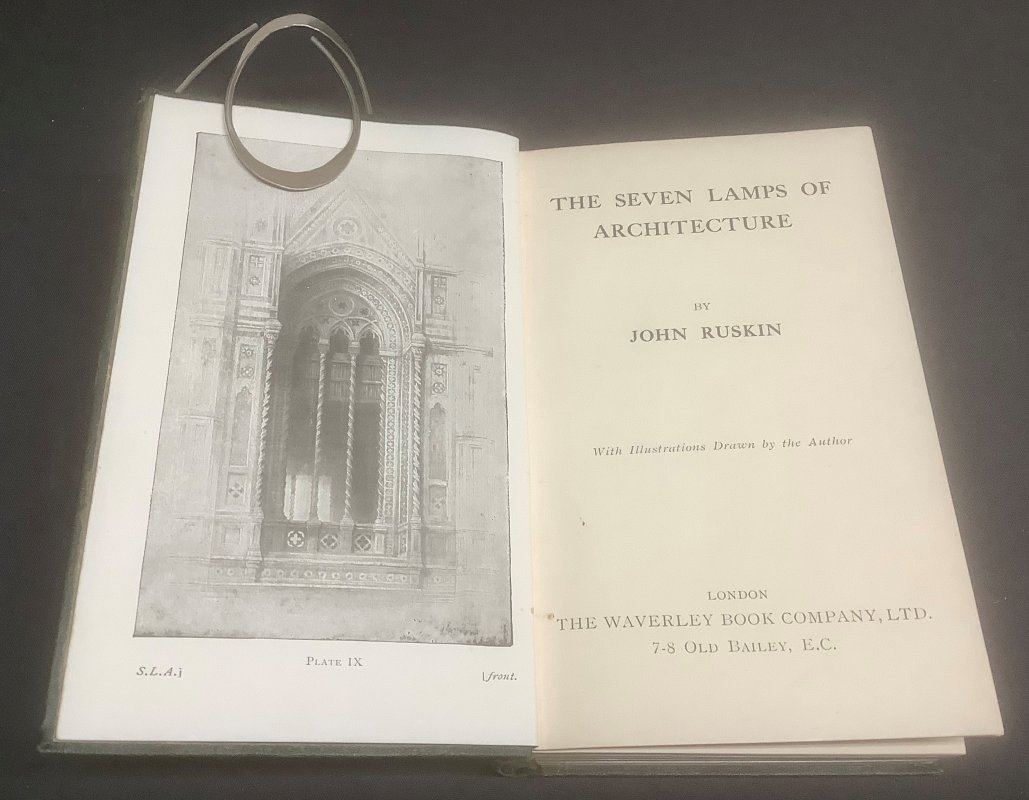 PLATE IX
S.L.A.]
[front.
THE SEVEN LAMPS OF
ARCHITECTURE
BY
JOHN RUSKIN
With Illustrations Drawn by the Author
LONDON
THE WAVERLEY BOOK COMPANY, LTD.
7-8 OLD BAILEY, E.C.